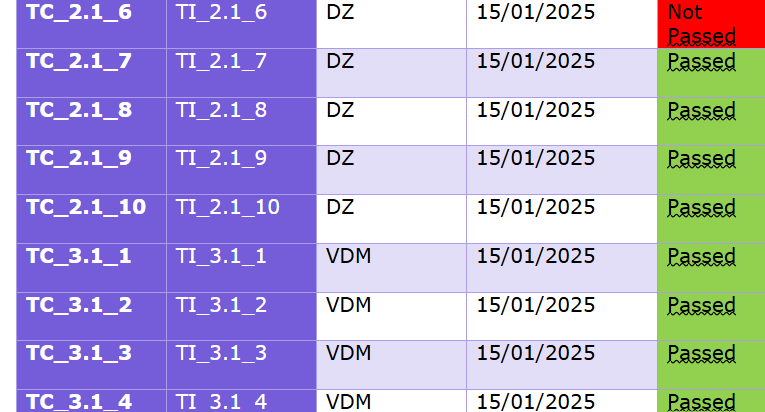 TC_2.1_6 TI_2.1_6 DZ 15/01/2025 Not
Passed
TC_2.1_7 TI_2.1_7 DZ 15/01/2025 Passed
TC_2.1_8 TI_2.1_8 DZ 15/01/2025 Passed
TC_2.1_9 TI_2.1_9 DZ 15/01/2025 Passed
TC_2.1_10 TI_2.1_10 DZ 15/01/2025 Passed
TC_3.1_1 TI_3.1_1 VDM 15/01/2025 Passed
TC_3.1_2 TI_3.1_2 VDM 15/01/2025 Passed
TC_3.1_3 TI_3.1_3 VDM 15/01/2025 Passed
TC_3.1_4 TI_3.1_4 VDM 15/01/2025 Passed